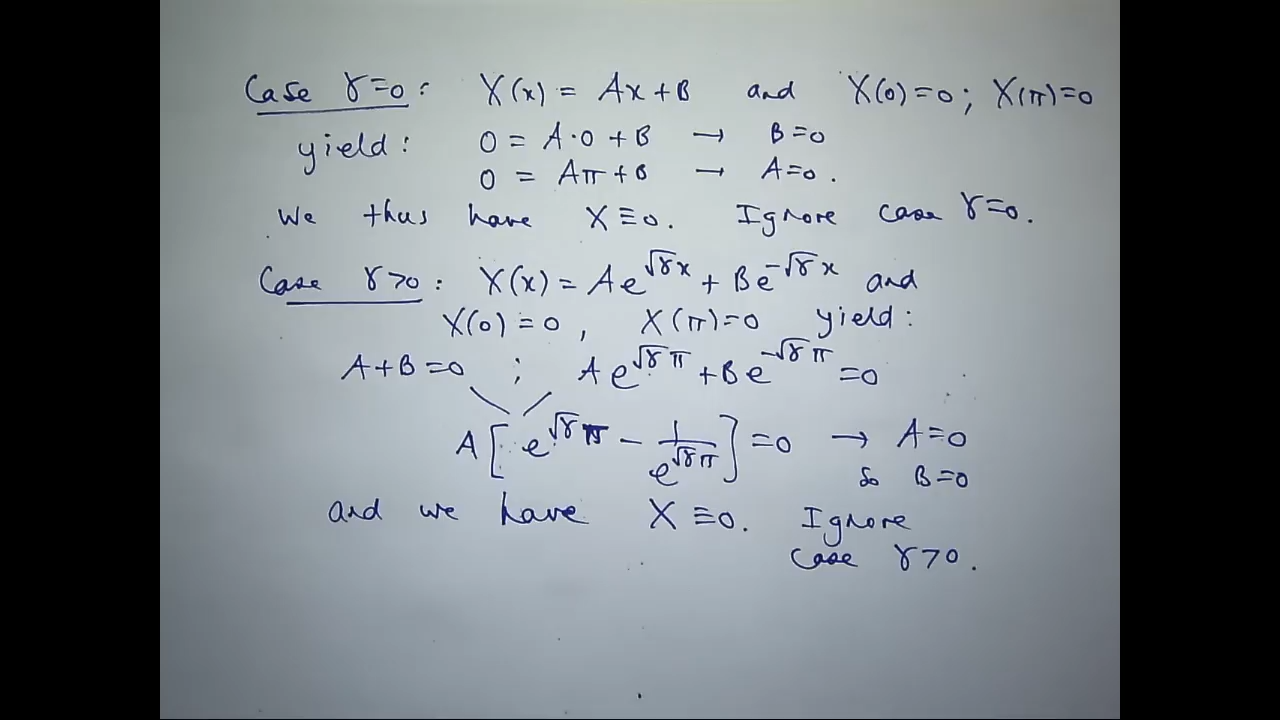 Case γ=0: X(x) = Ax + B and X(0)=0; X(π)=0
yield: 0 = A·0 + B → B=0
0 = Aπ + B → A=0.
We thus have X≡0. Ignore case γ=0.
Case γ>0: X(x) = Ae^{√γ x} + Be^{-√γ x} and
X(0)=0, X(π)=0 yield:
A+B=0 ; Ae^{√γ π} + Be^{-√γ π} = 0
A[e^{√γ π} - 1/e^{√γ π}] = 0 → A=0
so B=0
and we have X≡0. Ignore
case γ>0.